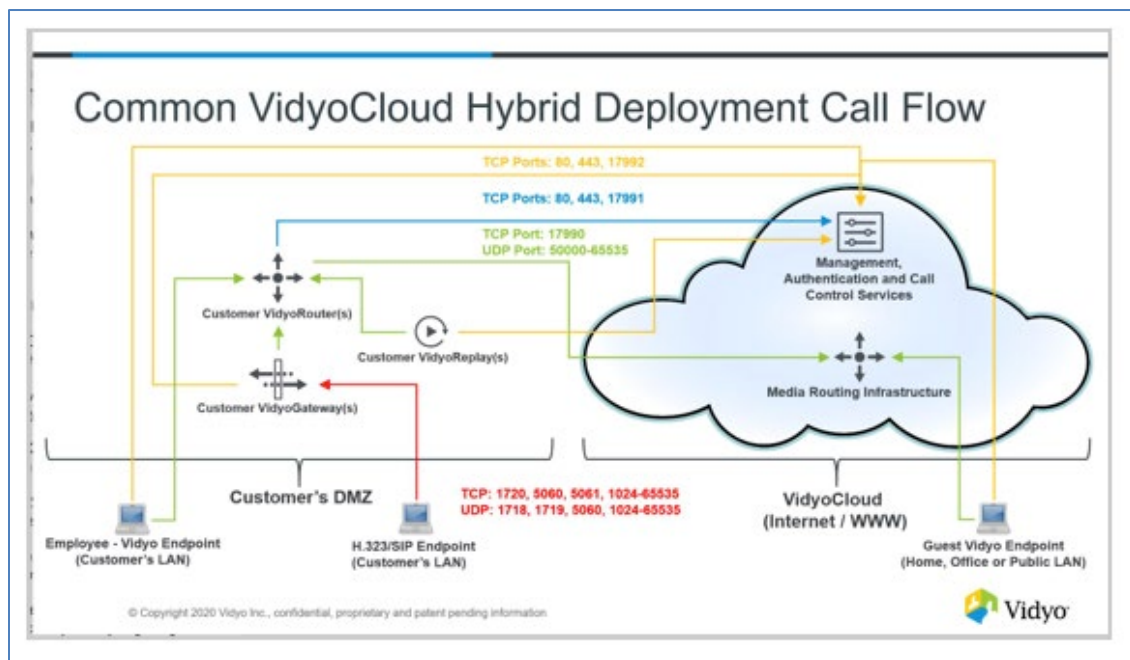 Common VidyoCloud Hybrid Deployment Call Flow
TCP Ports: 80, 443, 17992
TCP Ports: 80, 443, 17991
TCP Port: 17990
UDP Port: 50000-65535
Management,
Authentication and Call
Control Services
Customer VidyoRouter(s)
Customer VidyoReplay(s)
Customer VidyoGateway(s)
Media Routing Infrastructure
Customer's DMZ
TCP: 1720, 5060, 5061, 1024-65535
UDP: 1718, 1719, 5060, 1024-65535
VidyoCloud
(Internet / WWW)
Employee - Vidyo Endpoint
(Customer's LAN)
H.323/SIP Endpoint
(Customer's LAN)
Guest Vidyo Endpoint
(Home, Office or Public LAN)
© Copyright 2020 Vidyo Inc., confidential, proprietary and patent pending information
Vidyo